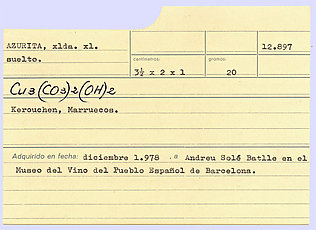 AZURITA, xlda. xl. 12.897
suelto.
centímetros: gramos:
3½ x 2 x 1 20
Cu3(CO3)2(OH)2
Kerouchen, Marruecos.
Adquirido en fecha: diciembre 1.978 .a Andreu Solé Batlle en el
Museo del Vino del Pueblo Español de Barcelona.